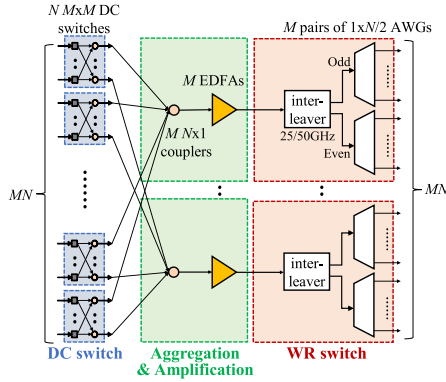 N MxM DC
switches
M pairs of 1xN/2 AWGs
M EDFAs
Odd
inter-
leaver
M Nx1
couplers
25/50GHz
Even
MN
MN
inter-
leaver
DC switch
Aggregation
& Amplification
WR switch